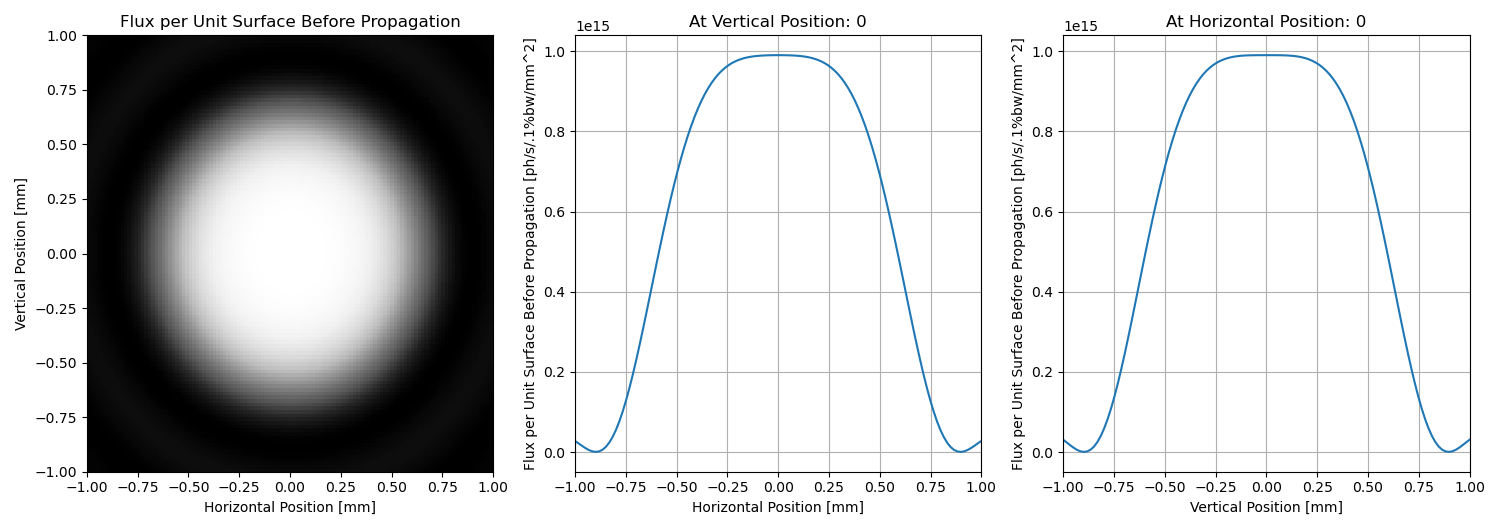 Flux per Unit Surface Before Propagation
1.00
0.75
0.50
0.25
0.00
−0.25
−0.50
−0.75
−1.00
Vertical Position [mm]
−1.00 −0.75 −0.50 −0.25 0.00 0.25 0.50 0.75 1.00
Horizontal Position [mm]
At Vertical Position: 0
1e15
1.0
0.8
0.6
0.4
0.2
0.0
Flux per Unit Surface Before Propagation [ph/s/.1%bw/mm^2]
−1.00 −0.75 −0.50 −0.25 0.00 0.25 0.50 0.75 1.00
Horizontal Position [mm]
At Horizontal Position: 0
1e15
1.0
0.8
0.6
0.4
0.2
0.0
Flux per Unit Surface Before Propagation [ph/s/.1%bw/mm^2]
−1.00 −0.75 −0.50 −0.25 0.00 0.25 0.50 0.75 1.00
Vertical Position [mm]